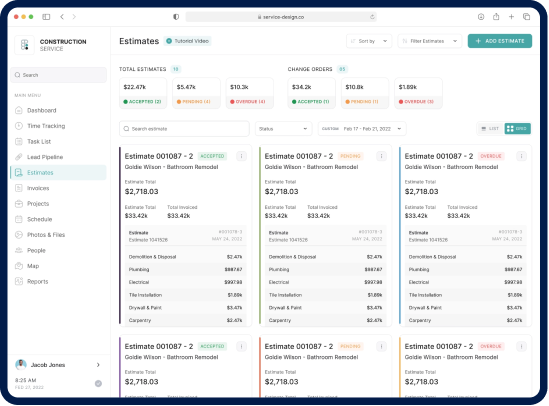 service-design.co
CONSTRUCTION
SERVICE
Search
MAIN MENU
Dashboard
Time Tracking
Task List
Lead Pipeline
Estimates
Invoices
Projects
Schedule
Photos & Files
People
Map
Reports
Jacob Jones
8:25 AM
FEB 27, 2022
Estimates Tutorial Video
Sort by
Filter Estimates
+ ADD ESTIMATE
TOTAL ESTIMATES 10
$22.47k $5.47k $10.3k
ACCEPTED (2) PENDING (4) OVERDUE (4)
CHANGE ORDERS 05
$34.2k $10.8k $1.89k
ACCEPTED (1) PENDING (1) OVERDUE (3)
Search estimate
Status
CUSTOM Feb 17 - Feb 21, 2022
LIST GRID
Estimate 001087 - 2 ACCEPTED
Goldie Wilson - Bathroom Remodel
Estimate Total
$2,718.03
Estimate Total Total Invoiced
$33.42k $33.42k
Estimate #001078-3
Estimate 1041528 MAY 24, 2022
Demolition & Disposal $2.47k
Plumbing $987.67
Electrical $997.98
Tile Installation $1.89k
Drywall & Paint $3.47k
Carpentry $2.47k
Estimate 001087 - 2 PENDING
Goldie Wilson - Bathroom Remodel
Estimate Total
$2,718.03
Estimate Total Total Invoiced
$33.42k $33.42k
Estimate #001078-3
Estimate 1041528 MAY 24, 2022
Demolition & Disposal $2.47k
Plumbing $987.67
Electrical $997.98
Tile Installation $1.89k
Drywall & Paint $3.47k
Carpentry $2.47k
Estimate 001087 - 2 OVERDUE
Goldie Wilson - Bathroom Remodel
Estimate Total
$2,718.03
Estimate Total Total Invoiced
$33.42k $33.42k
Estimate #001078-3
Estimate 1041528 MAY 24, 2022
Demolition & Disposal $2.47k
Plumbing $987.67
Electrical $997.98
Tile Installation $1.89k
Drywall & Paint $3.47k
Carpentry $2.47k
Estimate 001087 - 2 ACCEPTED
Goldie Wilson - Bathroom Remodel
Estimate Total
$2,718.03
Estimate 001087 - 2 PENDING
Goldie Wilson - Bathroom Remodel
Estimate Total
$2,718.03
Estimate 001087 - 2 OVERDUE
Goldie Wilson - Bathroom Remodel
Estimate Total
$2,718.03